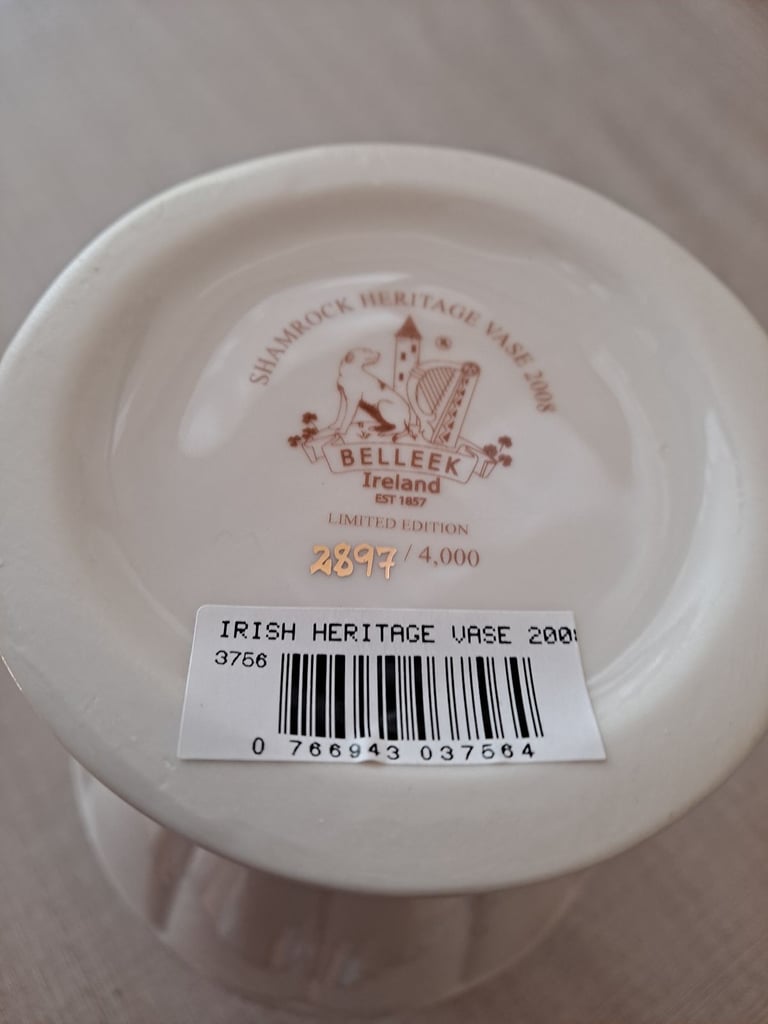 SHAMROCK HERITAGE VASE 2008
®
BELLEEK
Ireland
EST 1857
LIMITED EDITION
2897 / 4,000
IRISH HERITAGE VASE 2008
3756
0 766943 037564